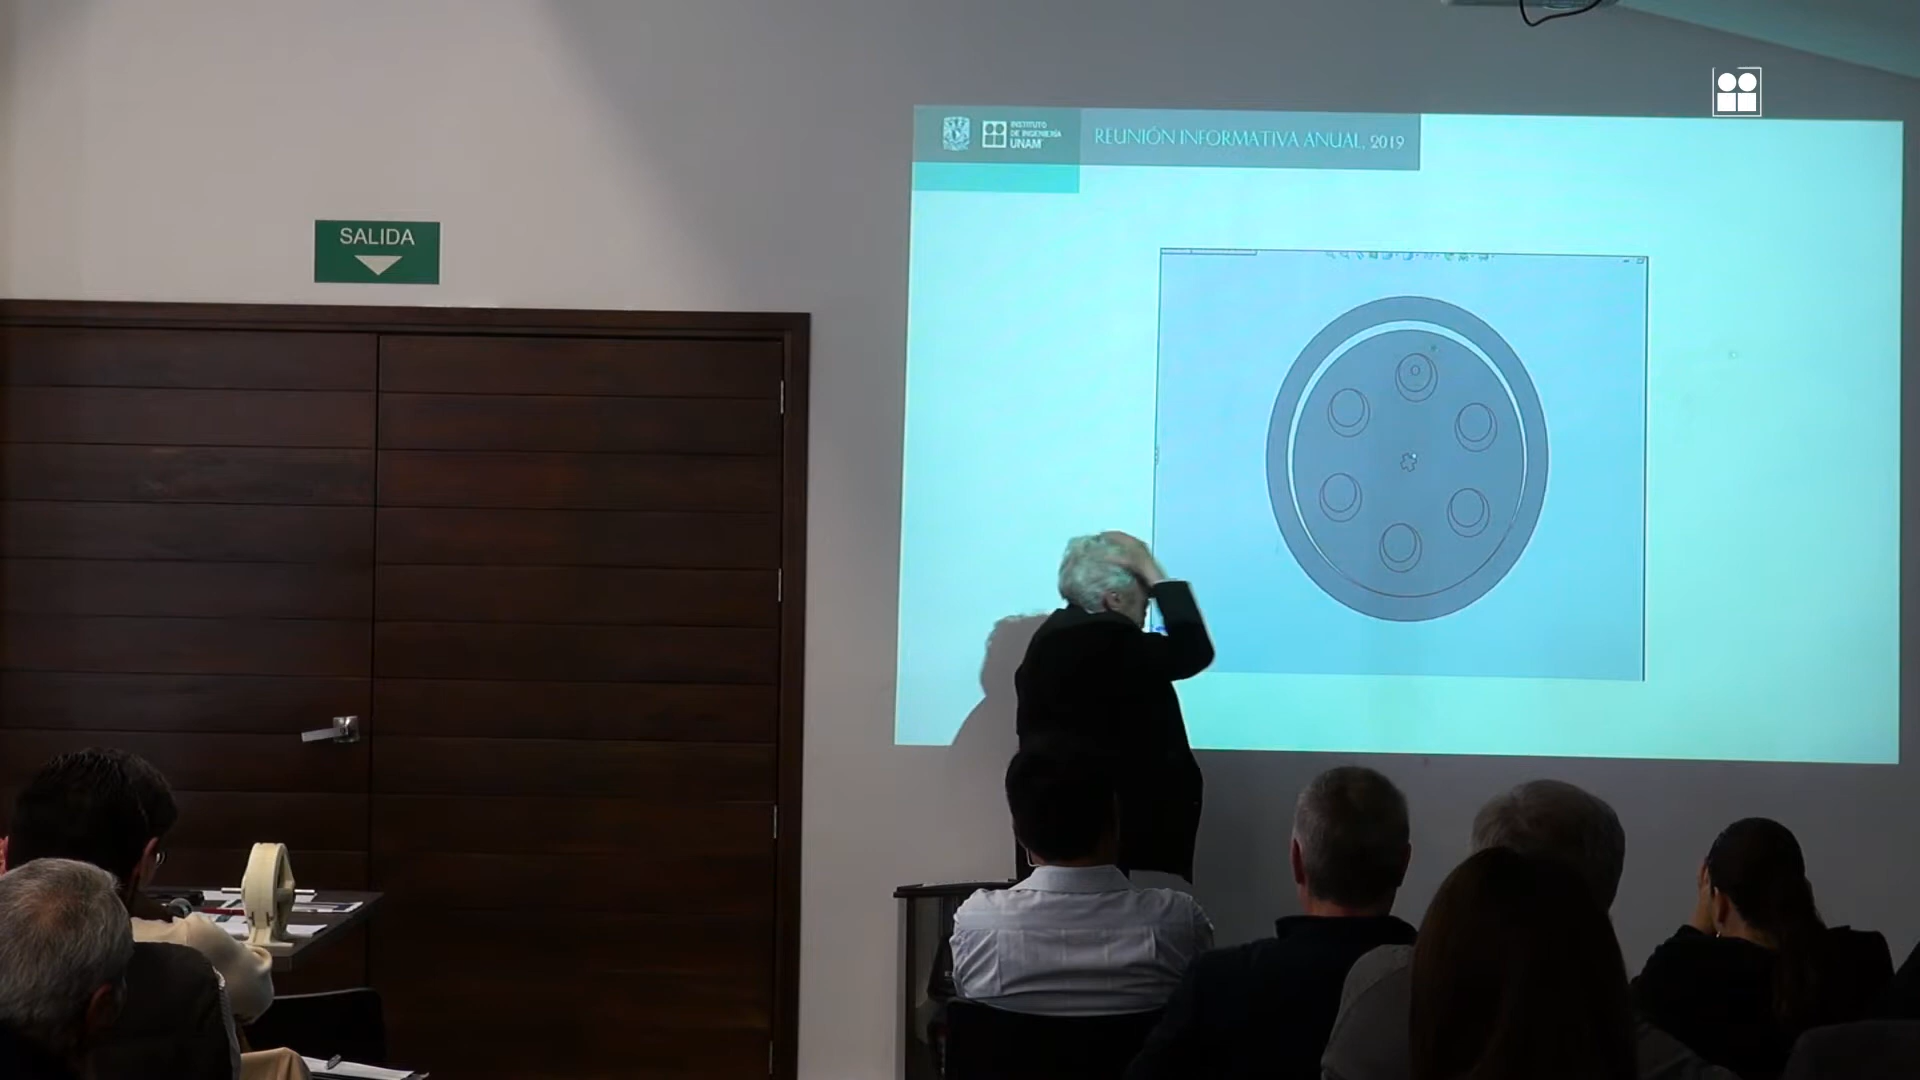 INSTITUTO
DE INGENIERÍA
UNAM
REUNIÓN INFORMATIVA ANUAL, 2019
SALIDA